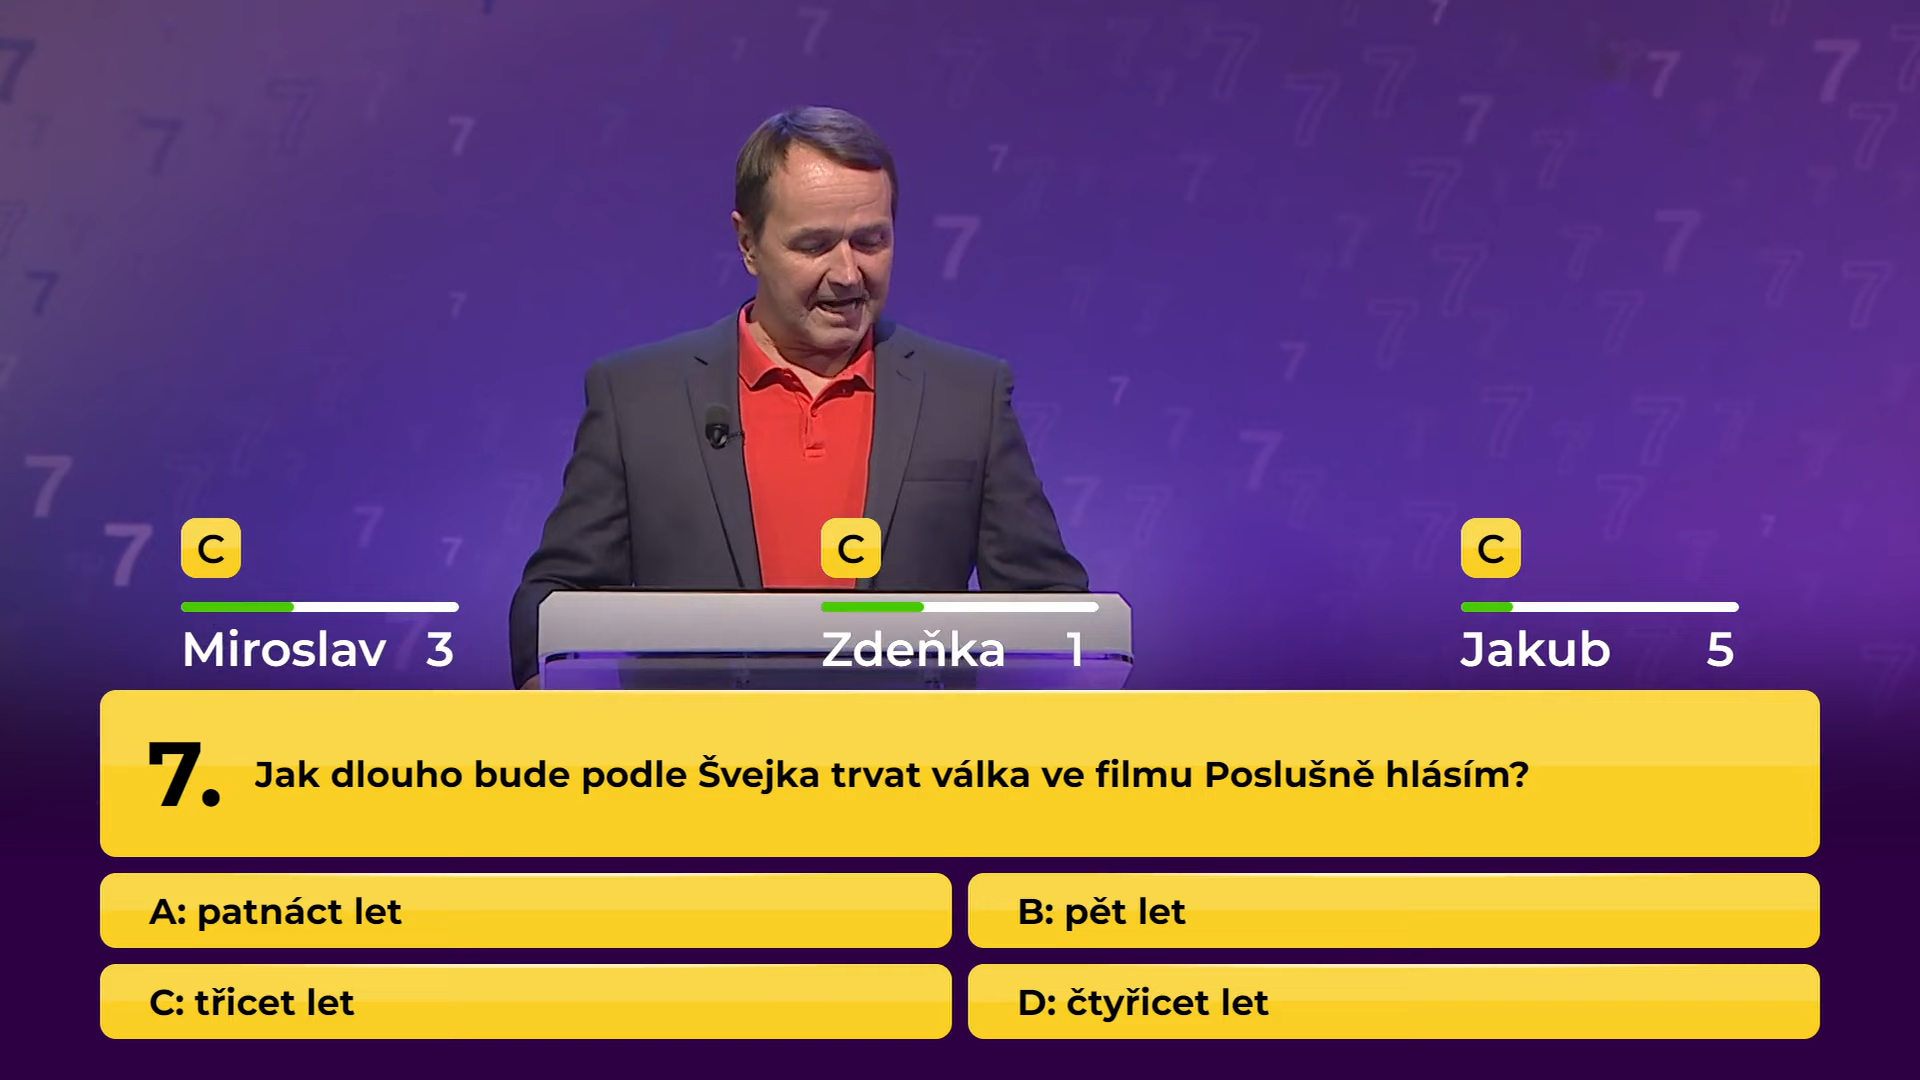 C
C
C
Miroslav 3
Zdeňka 1
Jakub 5
7. Jak dlouho bude podle Švejka trvat válka ve filmu Poslušně hlásím?
A: patnáct let
B: pět let
C: třicet let
D: čtyřicet let